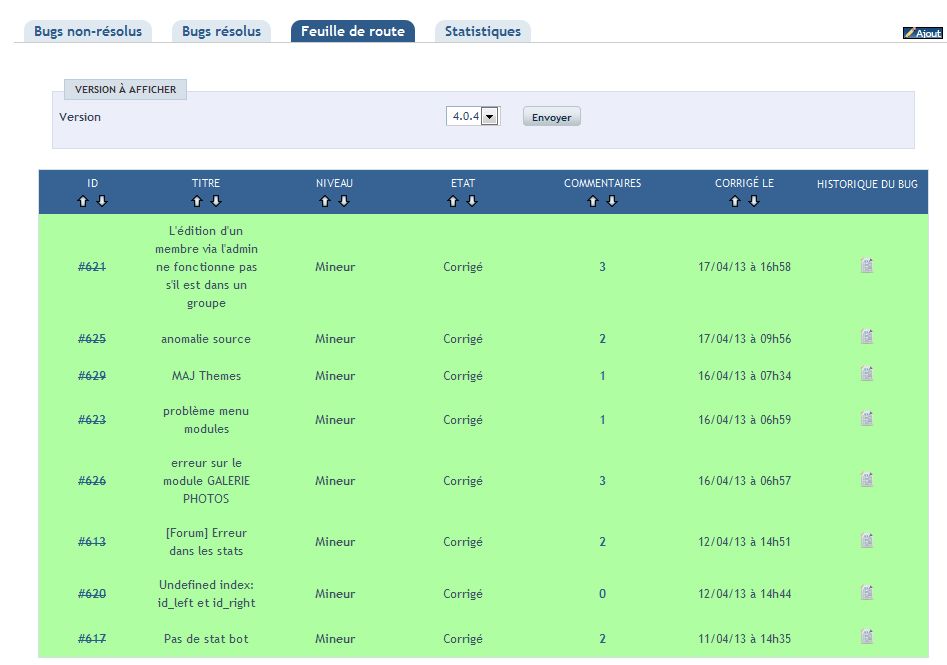 Bugs non-résolus Bugs résolus Feuille de route Statistiques Ajout
VERSION À AFFICHER
Version 4.0.4 Envoyer
ID TITRE NIVEAU ETAT COMMENTAIRES CORRIGÉ LE HISTORIQUE DU BUG
L'édition d'un
membre via l'admin
#621 ne fonctionne pas Mineur Corrigé 3 17/04/13 à 16h58
s'il est dans un
groupe
#625 anomalie source Mineur Corrigé 2 17/04/13 à 09h56
#629 MAJ Themes Mineur Corrigé 1 16/04/13 à 07h34
problème menu
#623 Mineur Corrigé 1 16/04/13 à 06h59
modules
erreur sur le
#626 module GALERIE Mineur Corrigé 3 16/04/13 à 06h57
PHOTOS
[Forum] Erreur
#613 Mineur Corrigé 2 12/04/13 à 14h51
dans les stats
Undefined index:
#620 Mineur Corrigé 0 12/04/13 à 14h44
id_left et id_right
#617 Pas de stat bot Mineur Corrigé 2 11/04/13 à 14h35